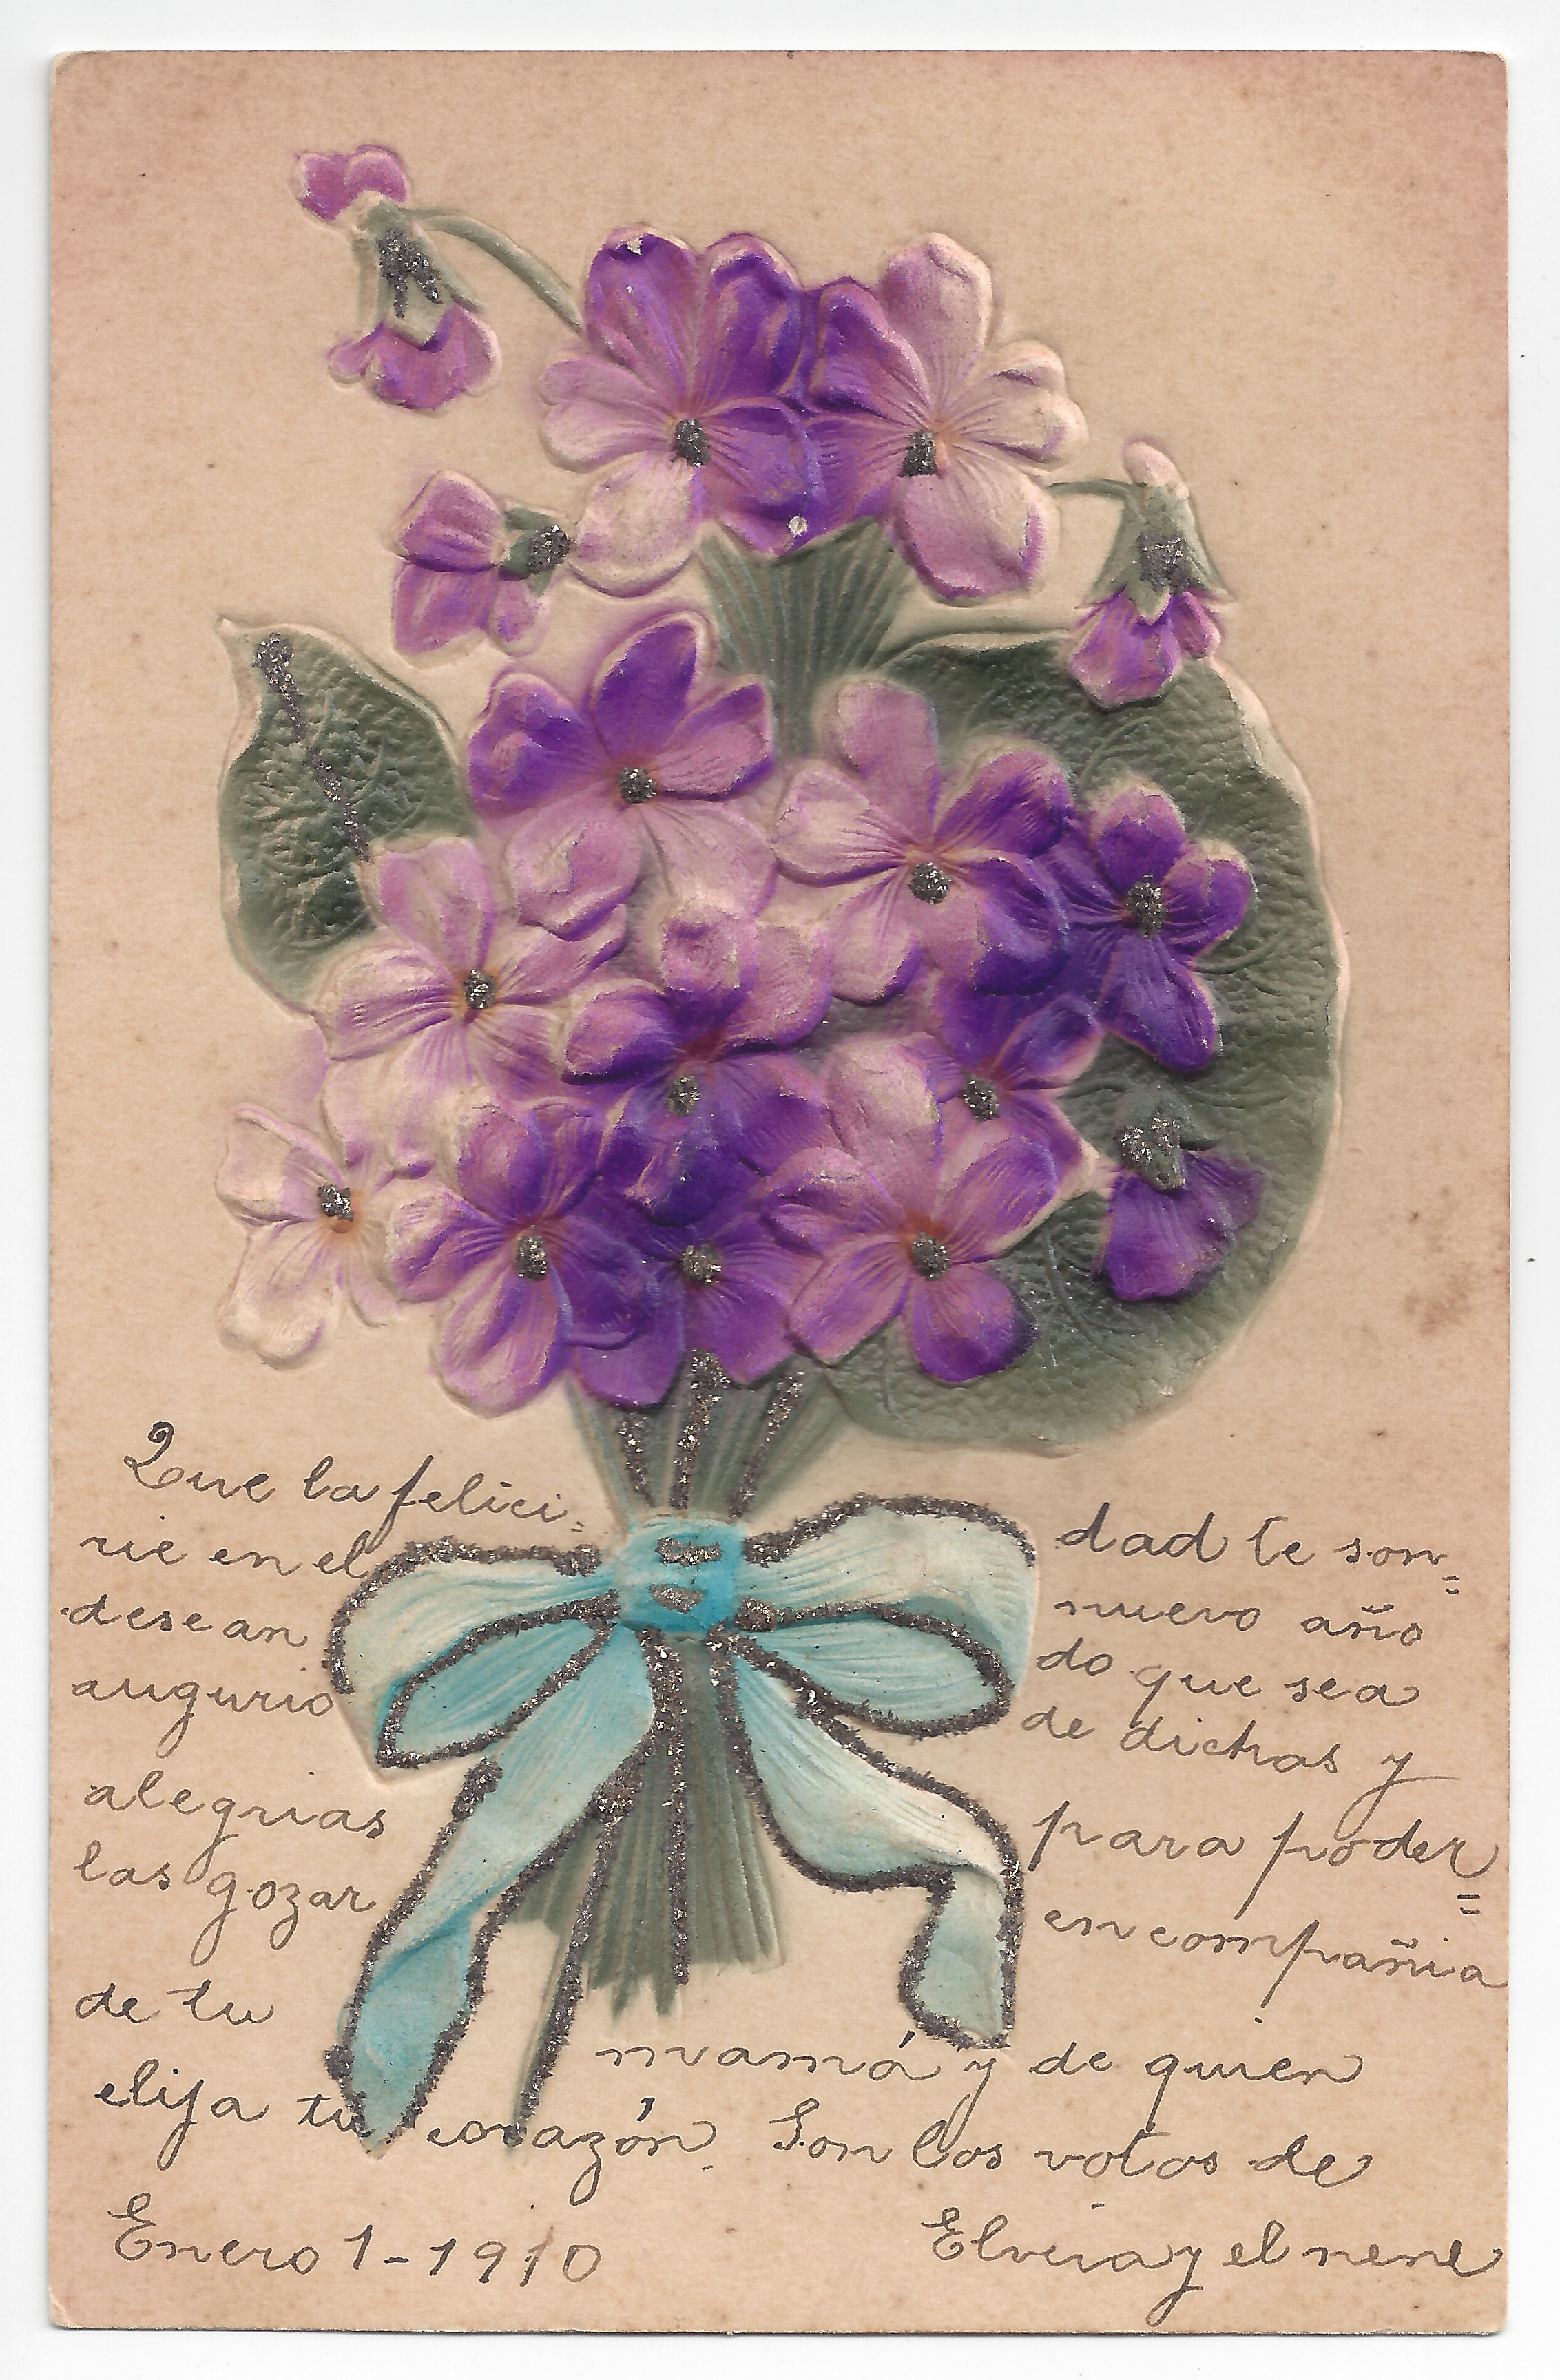 Que la felici= dad te son=
rie en el nuevo año
desean do que sea
augurio de dichas y
alegrias para poder=
las gozar en compañia
de tu mamá y de quien
elija tu corazón. Son los votos de
Enero 1-1910 Elvira y el nene